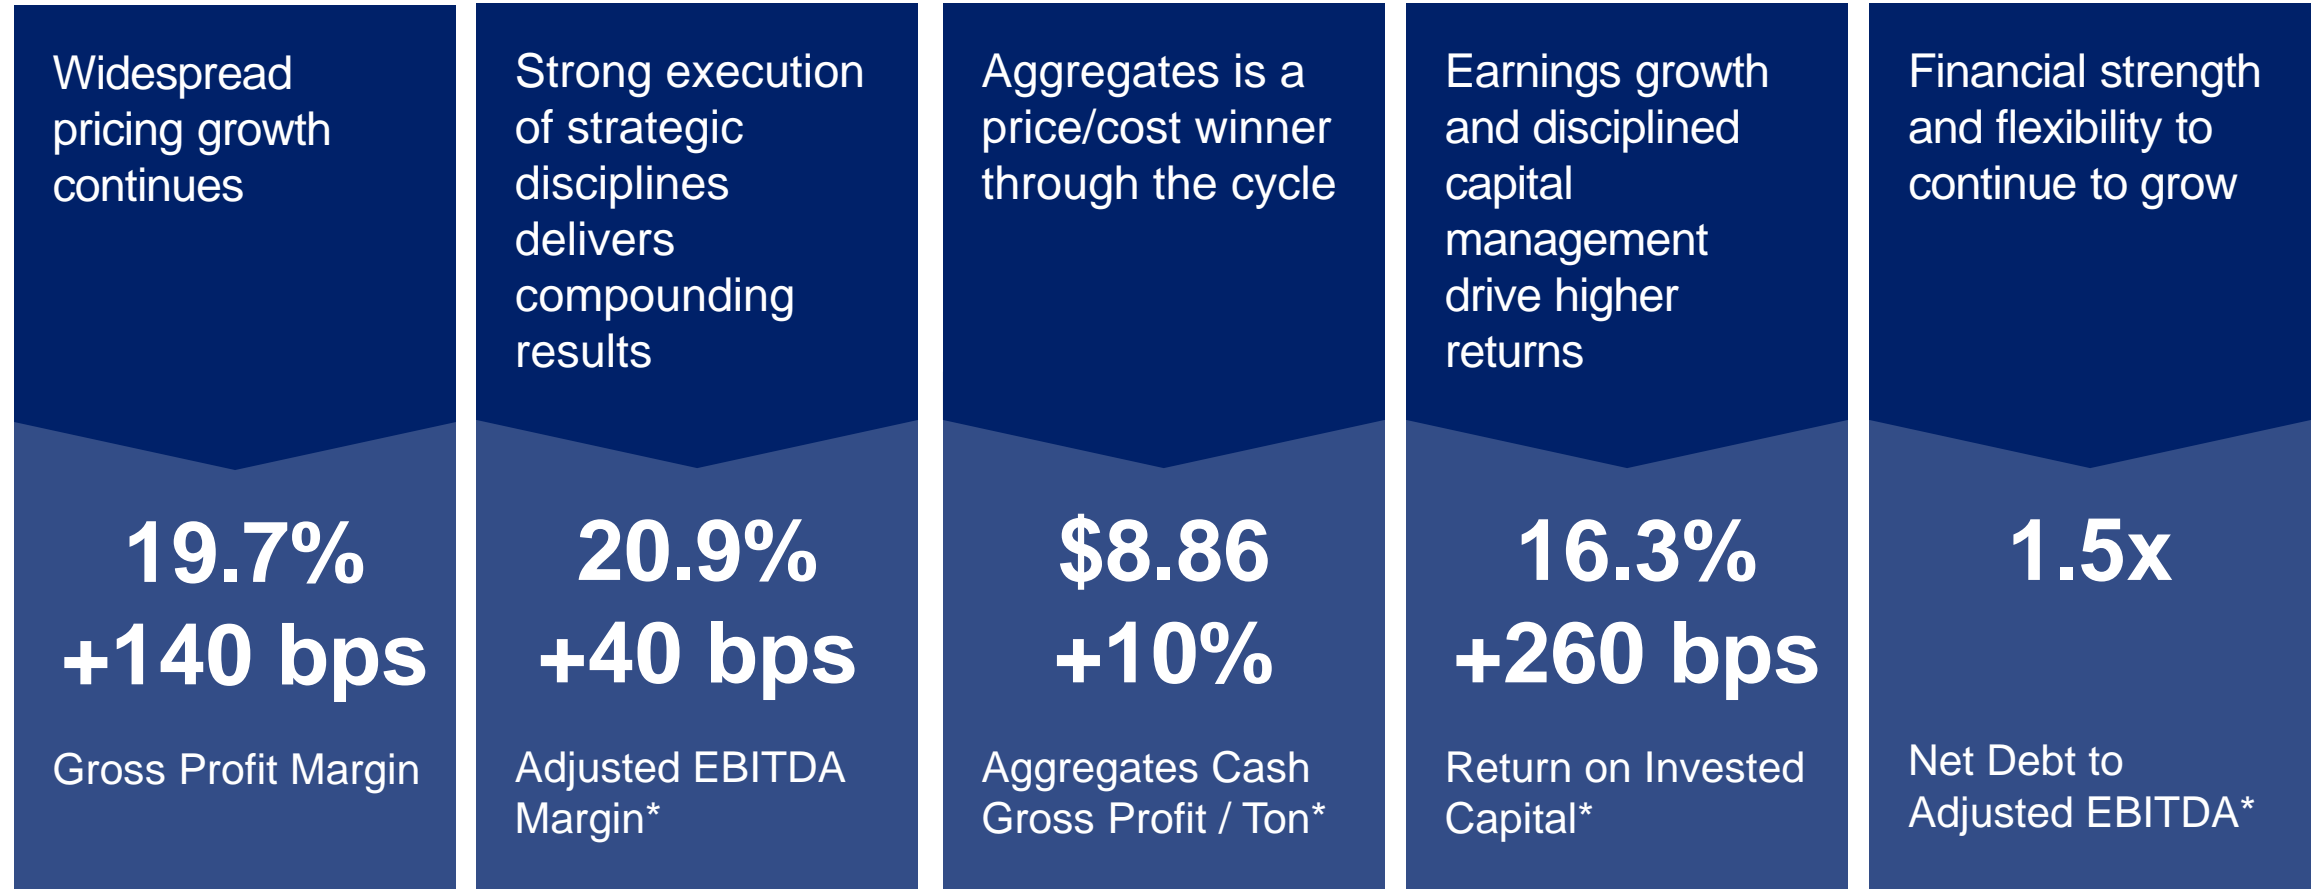 Widespread
pricing growth
continues
19.7%
+140 bps
Gross Profit Margin
Strong execution
of strategic
disciplines
delivers
compounding
results
20.9%
+40 bps
Adjusted EBITDA
Margin*
Aggregates is a
price/cost winner
through the cycle
$8.86
+10%
Aggregates Cash
Gross Profit / Ton*
Earnings growth
and disciplined
capital
management
drive higher
returns
16.3%
+260 bps
Return on Invested
Capital*
Financial strength
and flexibility to
continue to grow
1.5x
Net Debt to
Adjusted EBITDA*